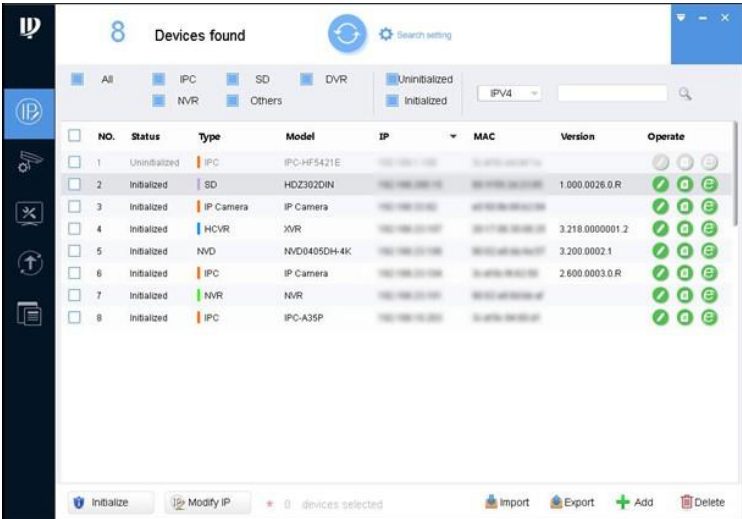 8 Devices found Search setting
All IPC SD DVR Uninitialized
NVR Others Initialized IPV4
NO. Status Type Model IP MAC Version Operate
1 Uninitialized IPC IPC-HF5421E
2 Initialized SD HDZ302DIN 1.000.0026.0.R
3 Initialized IP Camera IP Camera
4 Initialized HCVR XVR 3.218.0000001.2
5 Initialized NVD NVD0405DH-4K 3.200.0002.1
6 Initialized IPC IP Camera 2.600.0003.0.R
7 Initialized NVR NVR
8 Initialized IPC IPC-A35P
Initialize Modify IP * 0 devices selected Import Export Add Delete